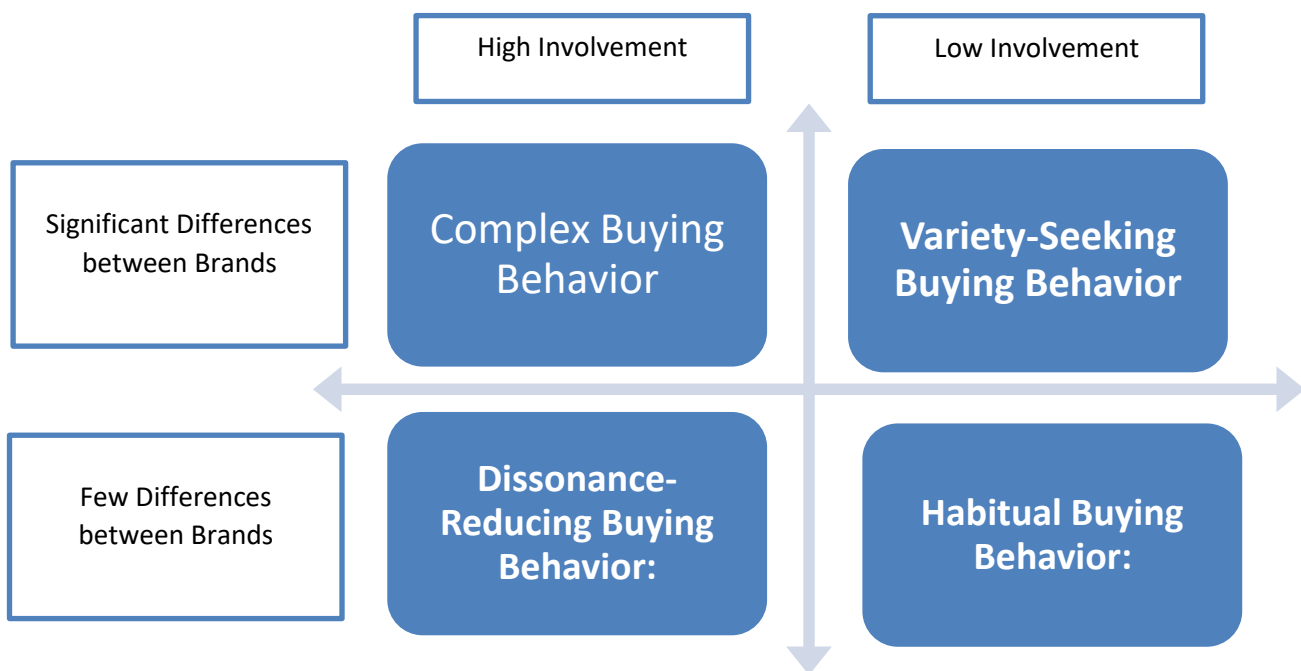 High Involvement
Low Involvement
Significant Differences
between Brands
Complex Buying
Behavior
Variety-Seeking
Buying Behavior
Few Differences
between Brands
Dissonance-
Reducing Buying
Behavior:
Habitual Buying
Behavior: